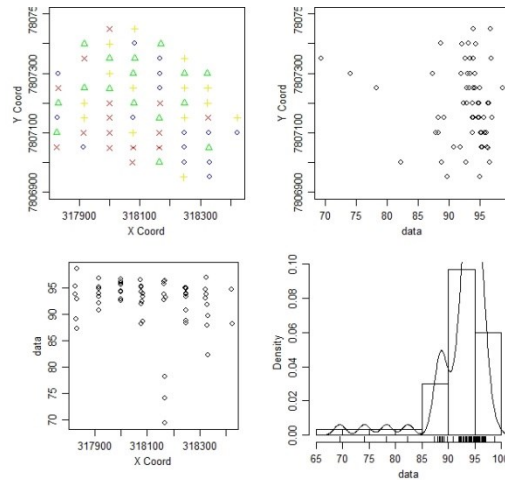 7806900 7807100 7807300 78075
Y Coord
317900 318100 318300
X Coord
7806900 7807100 7807300 78075
Y Coord
70 75 80 85 90 95
data
70 75 80 85 90 95
data
317900 318100 318300
X Coord
0.00 0.02 0.04 0.06 0.08 0.10
Density
65 70 75 80 85 90 95 100
data